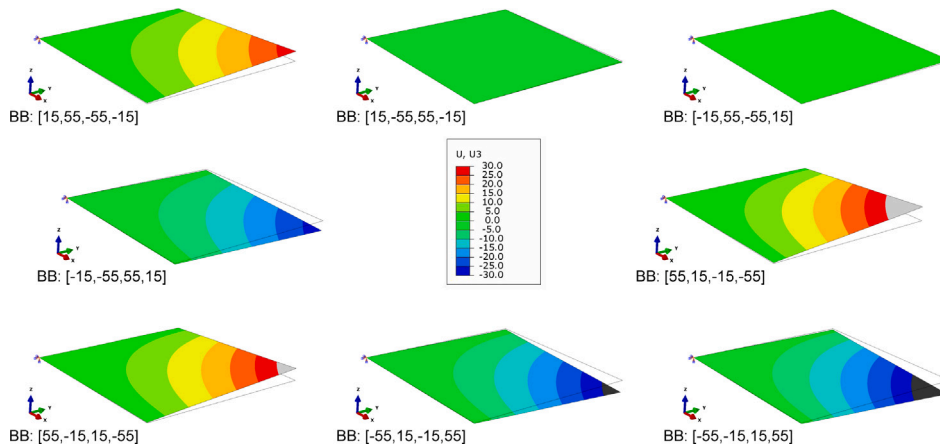 Z
Y
X
BB: [15,55,-55,-15]
Z
Y
X
BB: [15,-55,55,-15]
Z
Y
X
BB: [-15,55,-55,15]
U, U3
30.0
25.0
20.0
15.0
10.0
5.0
0.0
-5.0
-10.0
-15.0
-20.0
-25.0
-30.0
Z
Y
X
BB: [-15,-55,55,15]
Z
Y
X
BB: [55,15,-15,-55]
Z
Y
X
BB: [55,-15,15,-55]
Z
Y
X
BB: [-55,15,-15,55]
Z
Y
X
BB: [-55,-15,15,55]